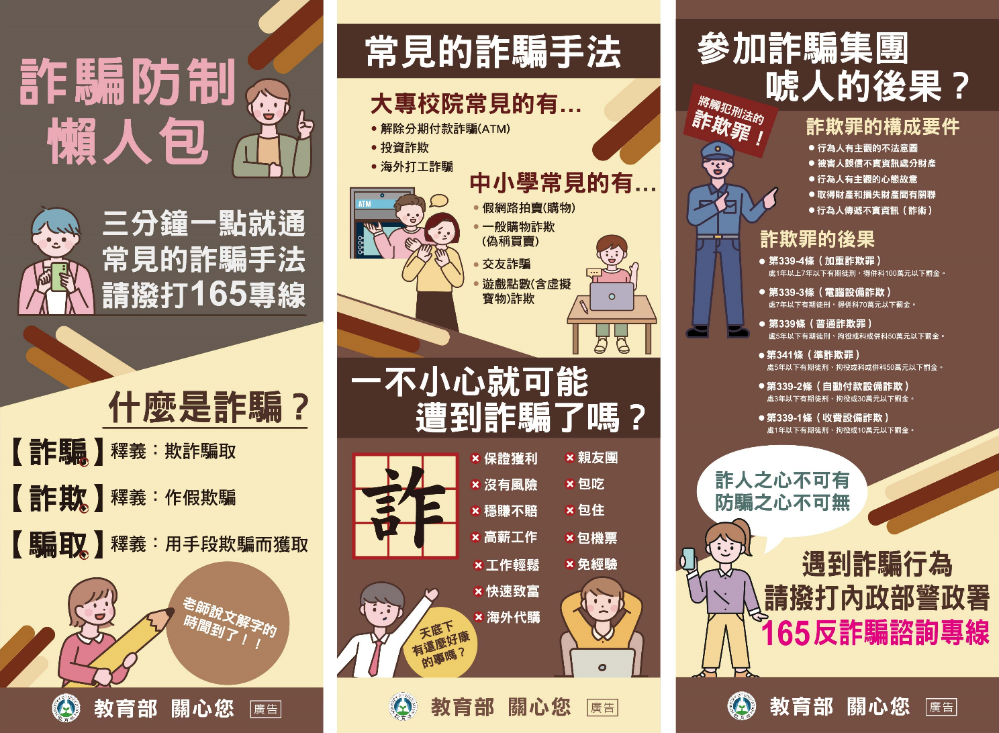 詐騙防制
懶人包
三分鐘一點就通
常見的詐騙手法
請撥打165專線
什麼是詐騙？
【詐騙】釋義：欺詐騙取
【詐欺】釋義：作假欺騙
【騙取】釋義：用手段欺騙而獲取
老師說文解字的
時間到了！！
教育部 關心您 廣告
常見的詐騙手法
大專校院常見的有...
• 解除分期付款詐騙(ATM)
• 投資詐欺
• 海外打工詐騙
中小學常見的有...
ATM
• 假網路拍賣(購物)
• 一般購物詐欺
(偽稱買賣)
• 交友詐騙
• 遊戲點數(含虛擬
寶物)詐欺
一不小心就可能
遭到詐騙了嗎？
詐
保證獲利
沒有風險
穩賺不賠
高薪工作
工作輕鬆
快速致富
海外代購
親友團
包吃
包住
包機票
免經驗
天底下
有這麼好康
的事嗎？
教育部 關心您 廣告
參加詐騙集團
唬人的後果？
將觸犯刑法的
詐欺罪！
詐欺罪的構成要件
● 行為人有主觀的不法意圖
● 被害人誤信不實資訊處分財產
● 行為人有主觀的心態故意
● 取得財產和損失財產間有關聯
● 行為人傳遞不實資訊（詐術）
詐欺罪的後果
● 第339-4條（加重詐欺罪）
處1年以上7年以下有期徒刑，得併科100萬元以下罰金。
● 第339-3條（電腦設備詐欺）
處7年以下有期徒刑，得併科70萬元以下罰金。
● 第339條（普通詐欺罪）
處5年以下有期徒刑、拘役或科或併科50萬元以下罰金。
● 第341條（準詐欺罪）
處5年以下有期徒刑、拘役或科或併科50萬元以下罰金。
● 第339-2條（自動付款設備詐欺）
處3年以下有期徒刑、拘役或30萬元以下罰金。
● 第339-1條（收費設備詐欺）
處1年以下有期徒刑、拘役或10萬元以下罰金。
詐人之心不可有
防騙之心不可無
遇到詐騙行為
請撥打內政部警政署
165反詐騙諮詢專線
教育部 關心您 廣告